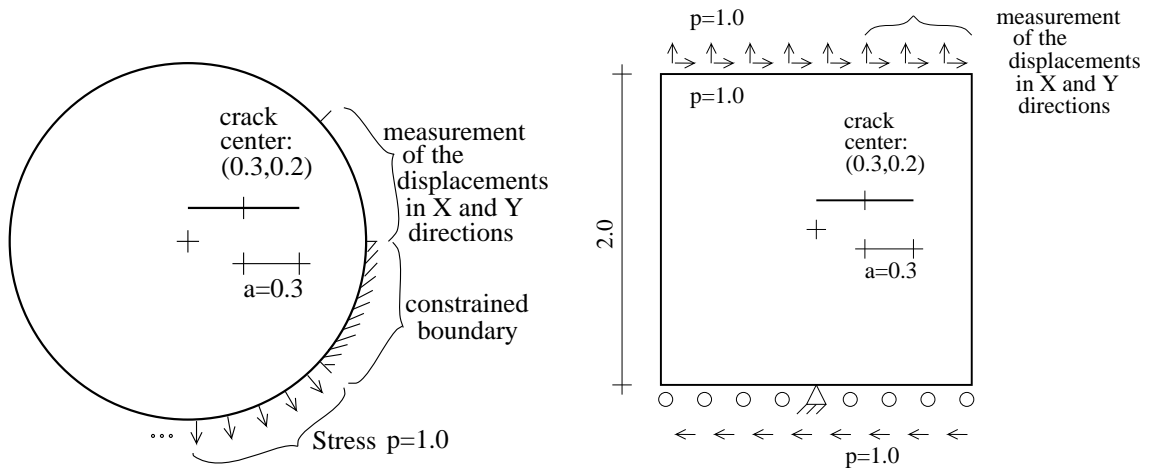 crack
center:
(0.3,0.2)
measurement
of the
displacements
in X and Y
directions
a=0.3
constrained
boundary
Stress p=1.0
p=1.0
measurement
of the
displacements
in X and Y
directions
p=1.0
crack
center:
(0.3,0.2)
2.0
a=0.3
p=1.0